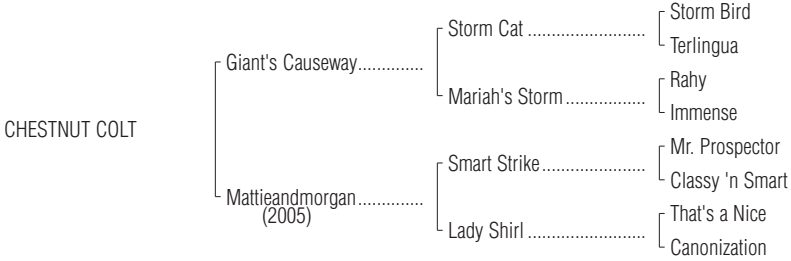 Storm Bird
Storm Cat ........................
Terlingua
Giant's Causeway..............
Rahy
Mariah's Storm .................
Immense
CHESTNUT COLT
Mr. Prospector
Smart Strike......................
Classy 'n Smart
Mattieandmorgan..............
(2005)
That's a Nice
Lady Shirl .........................
Canonization